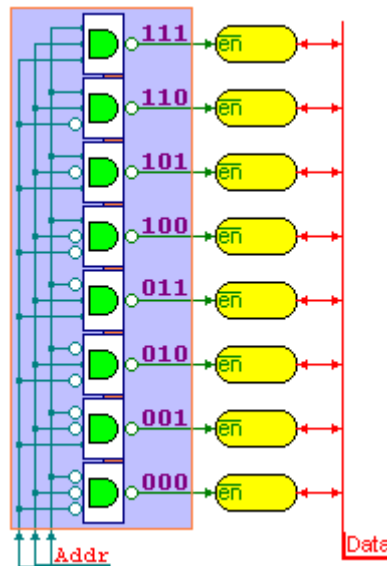 111 en
110 en
101 en
100 en
011 en
010 en
001 en
000 en
Addr
Data